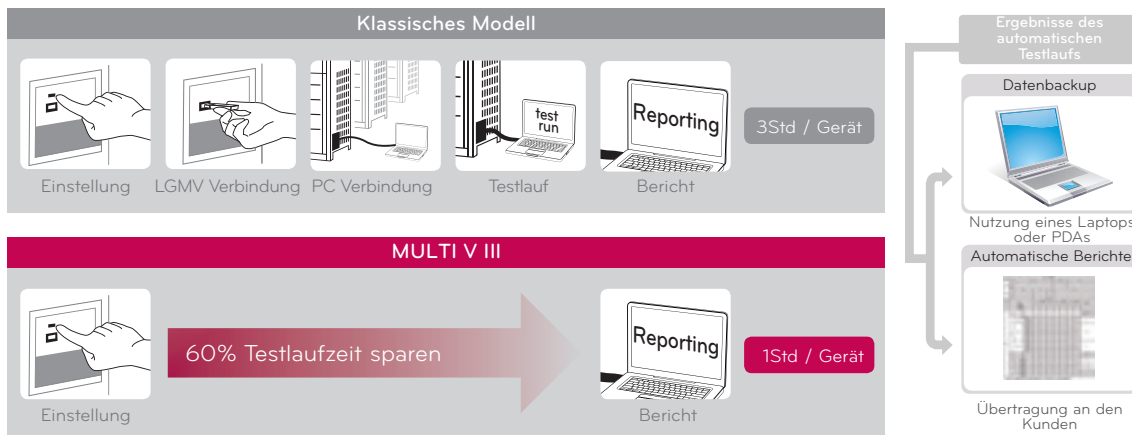 Klassisches Modell
test
run
Reporting
3Std / Gerät
Einstellung
LGMV Verbindung
PC Verbindung
Testlauf
Bericht
MULTI V III
60% Testlaufzeit sparen
Reporting
1Std / Gerät
Einstellung
Bericht
Ergebnisse des
automatischen
Testlaufs
Datenbackup
Nutzung eines Laptops
oder PDAs
Automatische Berichte
Übertragung an den
Kunden